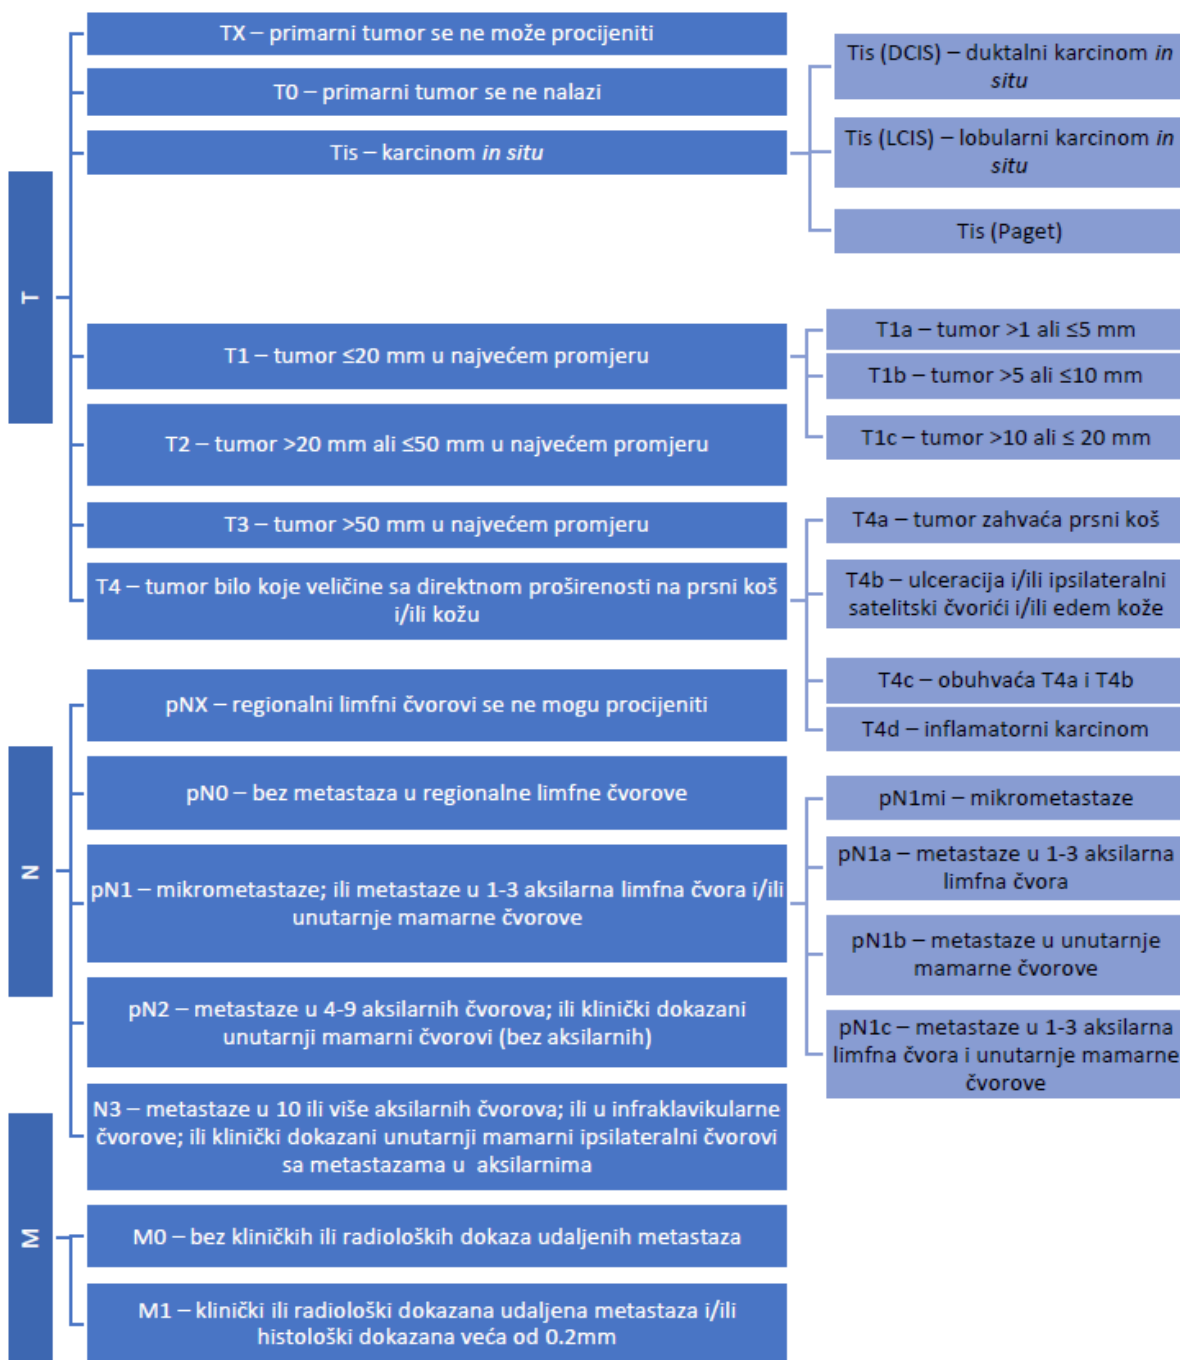 T
TX – primarni tumor se ne može procijeniti
T0 – primarni tumor se ne nalazi
Tis – karcinom in situ
Tis (DCIS) – duktalni karcinom in
situ
Tis (LCIS) – lobularni karcinom in
situ
Tis (Paget)
T1 – tumor ≤20 mm u najvećem promjeru
T1a – tumor >1 ali ≤5 mm
T1b – tumor >5 ali ≤10 mm
T1c – tumor >10 ali ≤ 20 mm
T2 – tumor >20 mm ali ≤50 mm u najvećem promjeru
T3 – tumor >50 mm u najvećem promjeru
T4 – tumor bilo koje veličine sa direktnom proširenosti na prsni koš
i/ili kožu
T4a – tumor zahvaća prsni koš
T4b – ulceracija i/ili ipsilateralni
satelitski čvorići i/ili edem kože
T4c – obuhvaća T4a i T4b
T4d – inflamatorni karcinom
N
pNX – regionalni limfni čvorovi se ne mogu procijeniti
pN0 – bez metastaza u regionalne limfne čvorove
pN1 – mikrometastaze; ili metastaze u 1-3 aksilarna limfna čvora i/ili
unutarnje mamarne čvorove
pN1mi – mikrometastaze
pN1a – metastaze u 1-3 aksilarna
limfna čvora
pN1b – metastaze u unutarnje
mamarne čvorove
pN1c – metastaze u 1-3 aksilarna
limfna čvora i unutarnje mamarne
čvorove
pN2 – metastaze u 4-9 aksilarnih čvorova; ili klinički dokazani
unutarnji mamarni čvorovi (bez aksilarnih)
N3 – metastaze u 10 ili više aksilarnih čvorova; ili u infraklavikularne
čvorove; ili klinički dokazani unutarnji mamarni ipsilateralni čvorovi
sa metastazama u aksilarnima
M
M0 – bez kliničkih ili radioloških dokaza udaljenih metastaza
M1 – klinički ili radiološki dokazana udaljena metastaza i/ili
histološki dokazana veća od 0.2mm